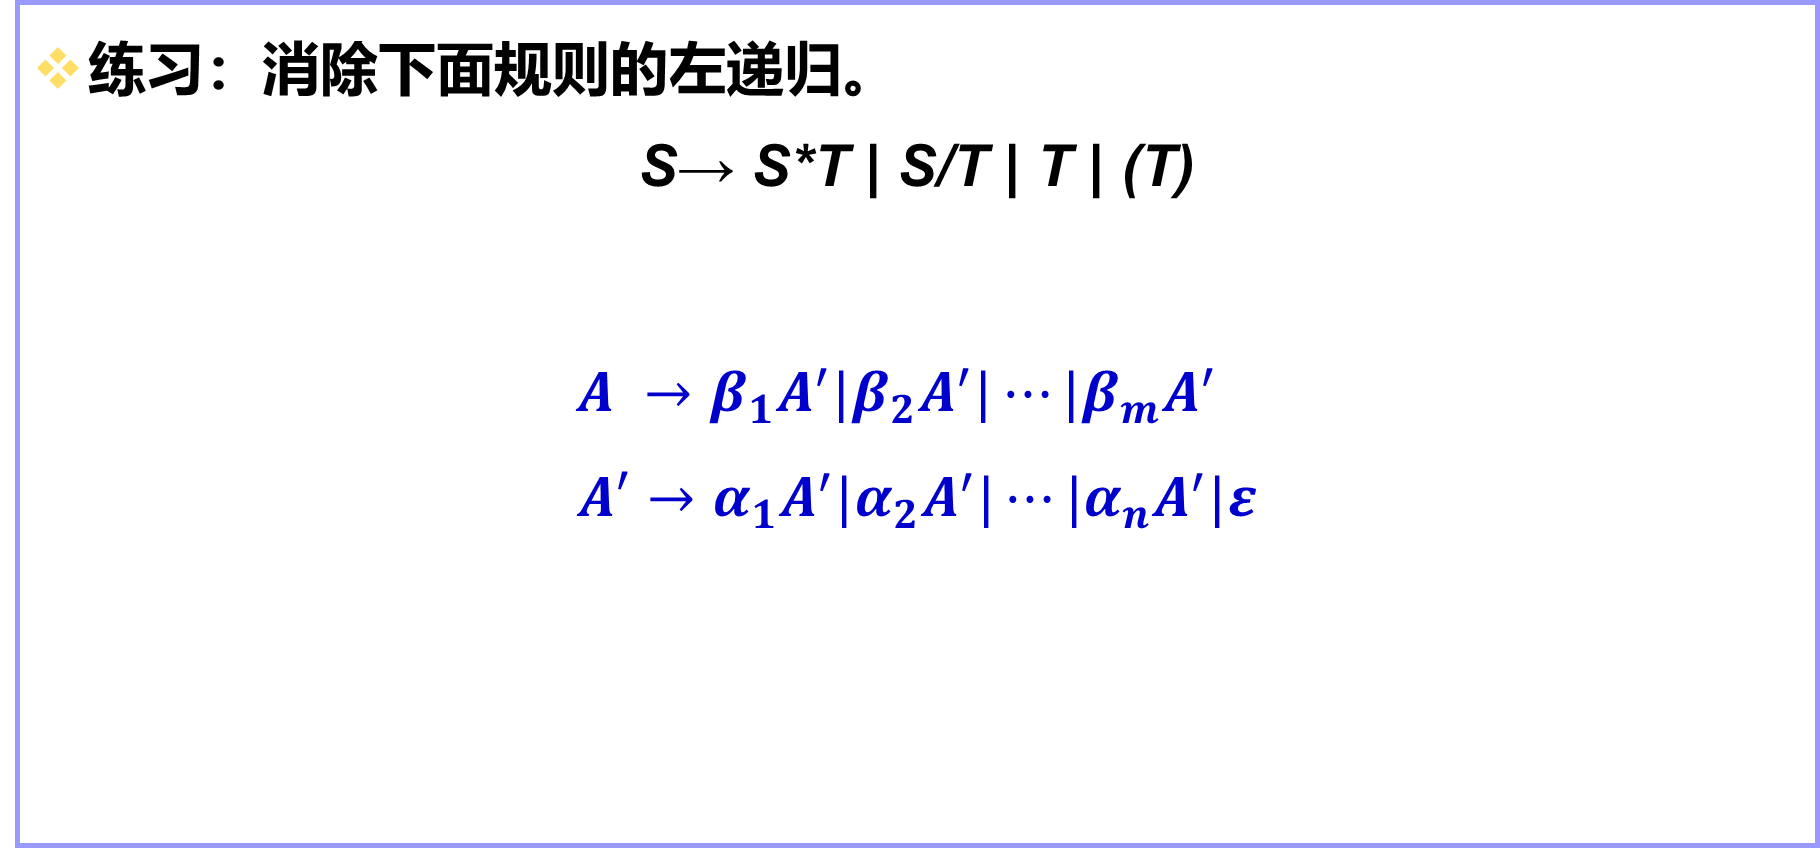 练习：消除下面规则的左递归。
S→ S*T | S/T | T | (T)
A → β₁A′|β₂A′| ⋯ |βₘA′
A′ → α₁A′|α₂A′| ⋯ |αₙA′|ε